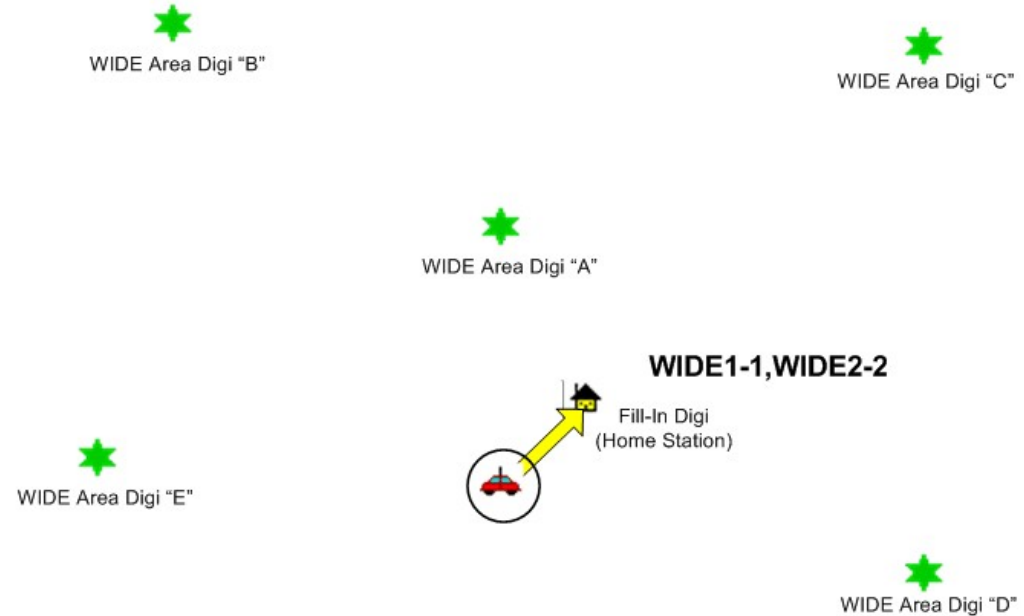 WIDE Area Digi “B”
WIDE Area Digi “C”
WIDE Area Digi “A”
WIDE1-1,WIDE2-2
Fill-In Digi
(Home Station)
WIDE Area Digi “E”
WIDE Area Digi “D”